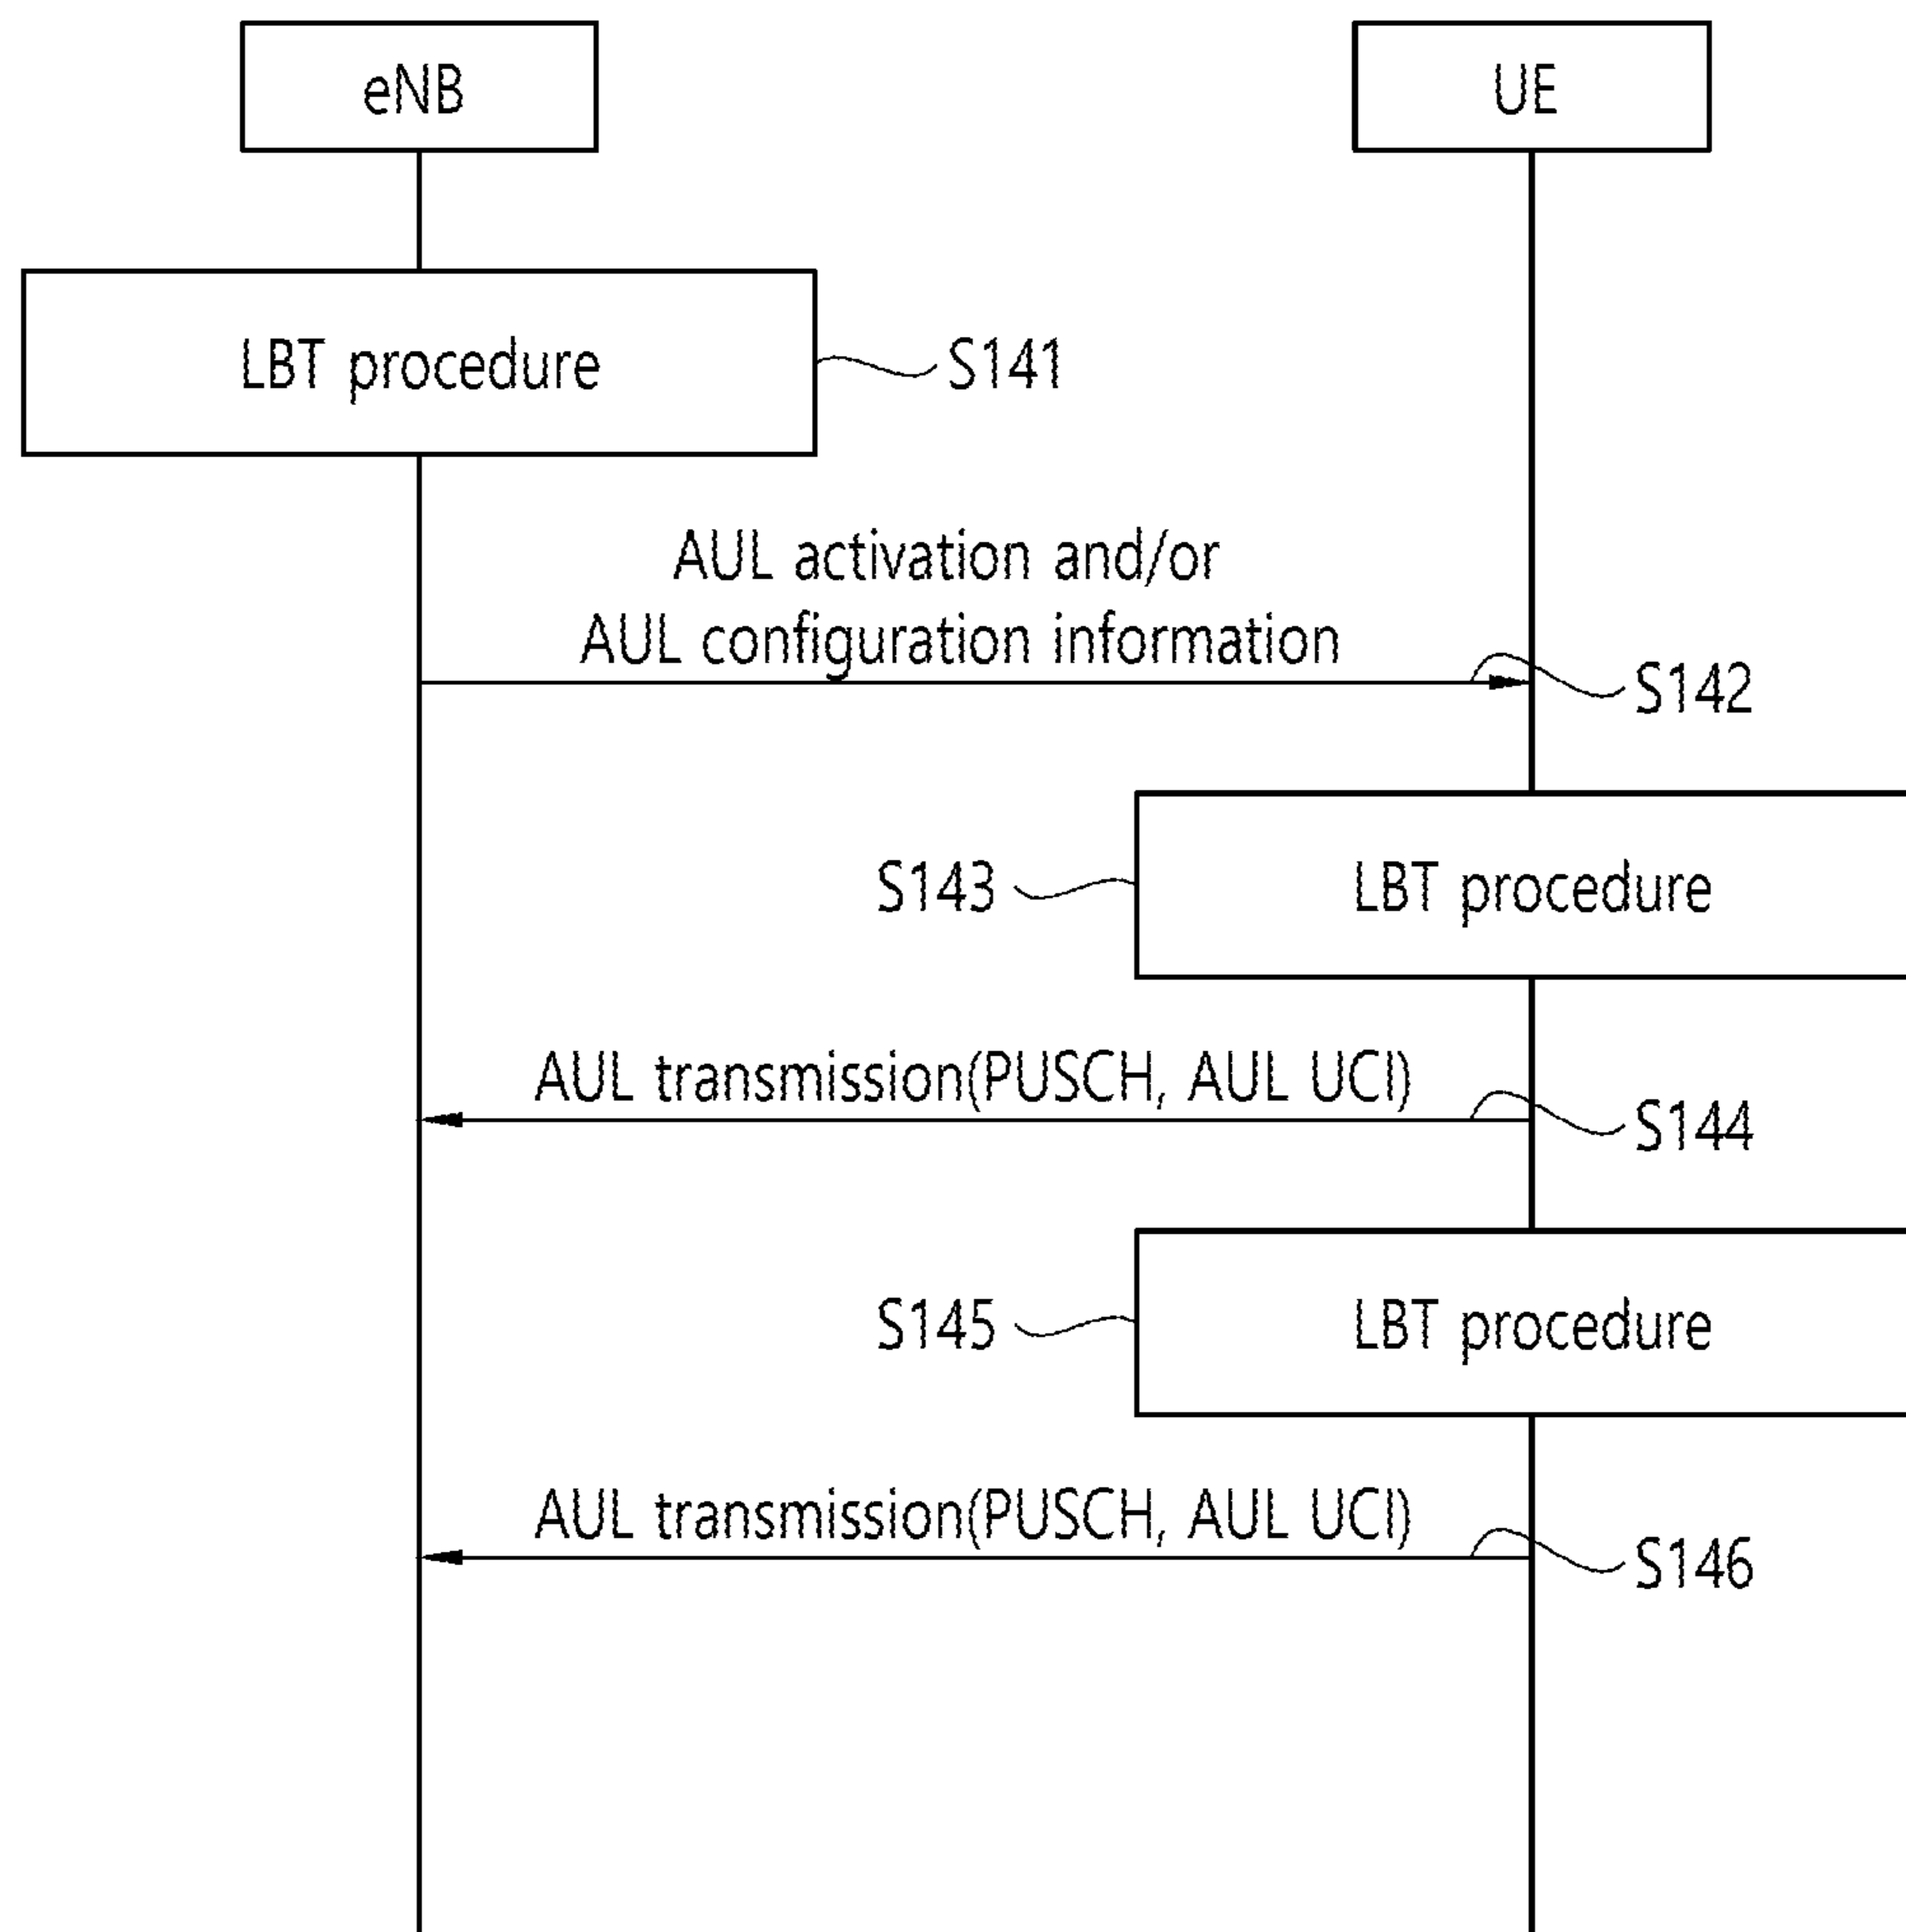 eNB
UE
LBT procedure
S141
AUL activation and/or
AUL configuration information
S142
S143
LBT procedure
AUL transmission(PUSCH, AUL UCI)
S144
S145
LBT procedure
AUL transmission(PUSCH, AUL UCI)
S146